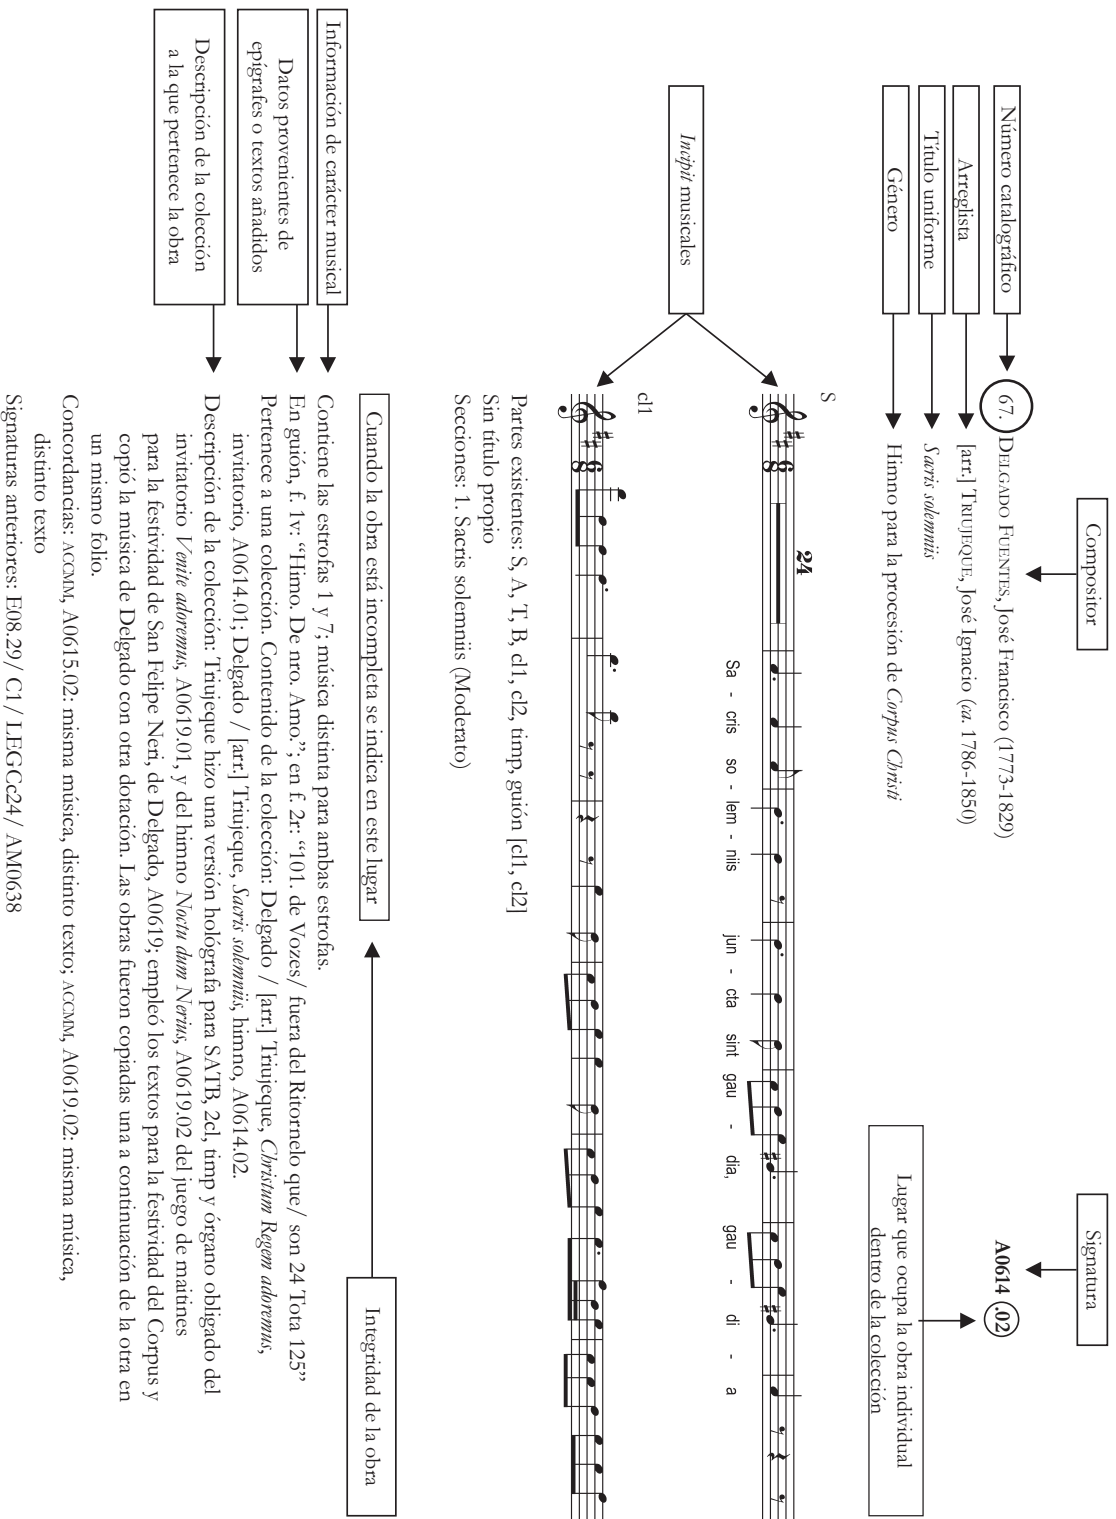 Compositor
Signatura
Número catalográfico
67. DELGADO FUENTES, José Francisco (1773-1829)
A0614 .02
Arreglista
[arr.] TRIUJEQUE, José Ignacio (ca. 1786-1850)
Título uniforme
Sacris solemniis
Género
Himno para la procesión de Corpus Christi
Lugar que ocupa la obra individual
dentro de la colección
Incipit musicales
S
24
Sa - cris so - lem - niis jun - cta sint gau - dia, gau - di - a
cl1
Partes existentes: S, A, T, B, cl1, cl2, timp, guión [cl1, cl2]
Sin título propio
Secciones: 1. Sacris solemniis (Moderato)
Cuando la obra está incompleta se indica en este lugar
Integridad de la obra
Información de carácter musical
Contiene las estrofas 1 y 7; música distinta para ambas estrofas.
Datos provenientes de
epígrafes o textos añadidos
En guión, f. 1v: “Himo. De nro. Amo.”; en f. 2r: “101. de Vozes/ fuera del Ritornelo que/ son 24 Tota 125”
Pertenece a una colección. Contenido de la colección: Delgado / [arr.] Triujeque, Christum Regem adoremus,
invitatorio, A0614.01; Delgado / [arr.] Triujeque, Sacris solemniis, himno, A0614.02.
Descripción de la colección
a la que pertenece la obra
Descripción de la colección: Triujeque hizo una versión hológrafa para SATB, 2cl, timp y órgano obligado del
invitatorio Venite adoremus, A0619.01, y del himno Noctu dum Nerius, A0619.02 del juego de maitines
para la festividad de San Felipe Neri, de Delgado, A0619; empleó los textos para la festividad del Corpus y
copió la música de Delgado con otra dotación. Las obras fueron copiadas una a continuación de la otra en
un mismo folio.
Concordancias: ACCMM, A0615.02: misma música, distinto texto; ACCMM, A0619.02: misma música,
distinto texto
Signaturas anteriores: E08.29/ C1/ LEGCc24/ AM0638